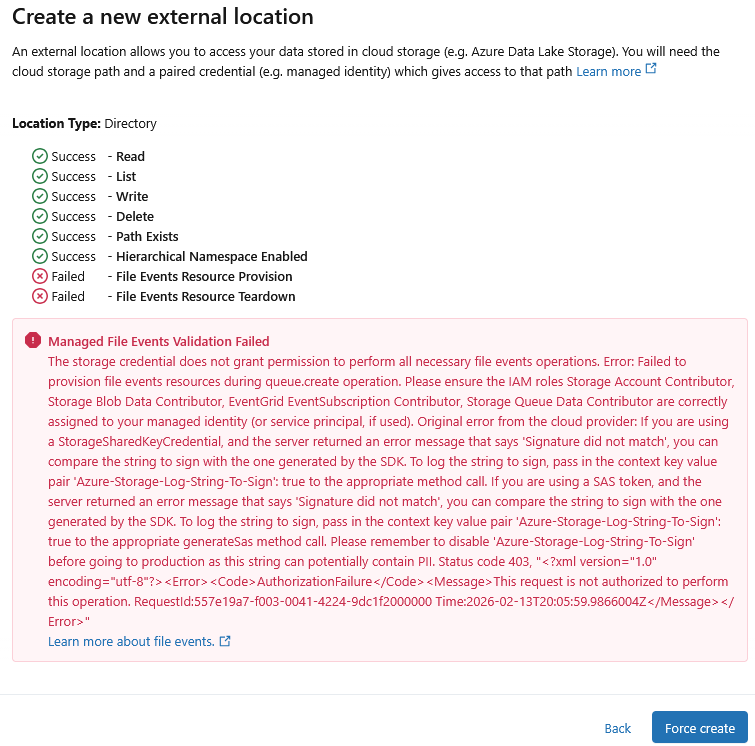 Create a new external location
An external location allows you to access your data stored in cloud storage (e.g. Azure Data Lake Storage). You will need the
cloud storage path and a paired credential (e.g. managed identity) which gives access to that path Learn more
Location Type: Directory
Success - Read
Success - List
Success - Write
Success - Delete
Success - Path Exists
Success - Hierarchical Namespace Enabled
Failed - File Events Resource Provision
Failed - File Events Resource Teardown
Managed File Events Validation Failed
The storage credential does not grant permission to perform all necessary file events operations. Error: Failed to
provision file events resources during queue.create operation. Please ensure the IAM roles Storage Account Contributor,
Storage Blob Data Contributor, EventGrid EventSubscription Contributor, Storage Queue Data Contributor are correctly
assigned to your managed identity (or service principal, if used). Original error from the cloud provider: If you are using
a StorageSharedKeyCredential, and the server returned an error message that says 'Signature did not match', you can
compare the string to sign with the one generated by the SDK. To log the string to sign, pass in the context key value
pair 'Azure-Storage-Log-String-To-Sign': true to the appropriate method call. If you are using a SAS token, and the
server returned an error message that says 'Signature did not match', you can compare the string to sign with the one
generated by the SDK. To log the string to sign, pass in the context key value pair 'Azure-Storage-Log-String-To-Sign':
true to the appropriate generateSas method call. Please remember to disable 'Azure-Storage-Log-String-To-Sign'
before going to production as this string can potentially contain PII. Status code 403, "<?xml version="1.0"
encoding="utf-8"?><Error><Code>AuthorizationFailure</Code><Message>This request is not authorized to perform
this operation. RequestId:557e19a7-f003-0041-4224-9dc1f2000000 Time:2026-02-13T20:05:59.9866004Z</Message></
Error>"
Learn more about file events.
Back
Force create